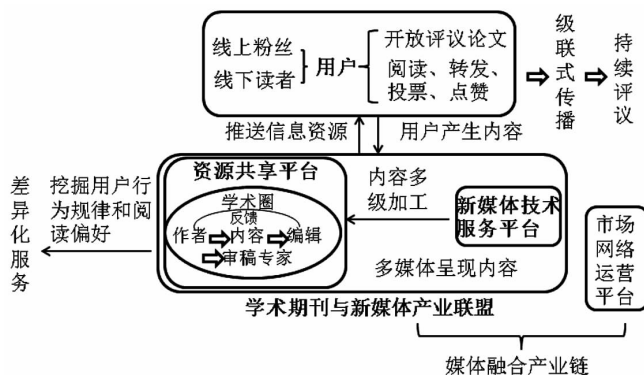 线上粉丝
线下读者
用户
开放评议论文
阅读、转发、
投票、点赞
级联式传播
持续评议
推送信息资源
用户产生内容
差异化服务
挖掘用户行
为规律和阅
读偏好
资源共享平台
学术圈
反馈
作者
内容
编辑
审稿专家
内容多
级加工
新媒体技术
服务平台
多媒体呈现内容
市场
网络
运营
平台
学术期刊与新媒体产业联盟
媒体融合产业链